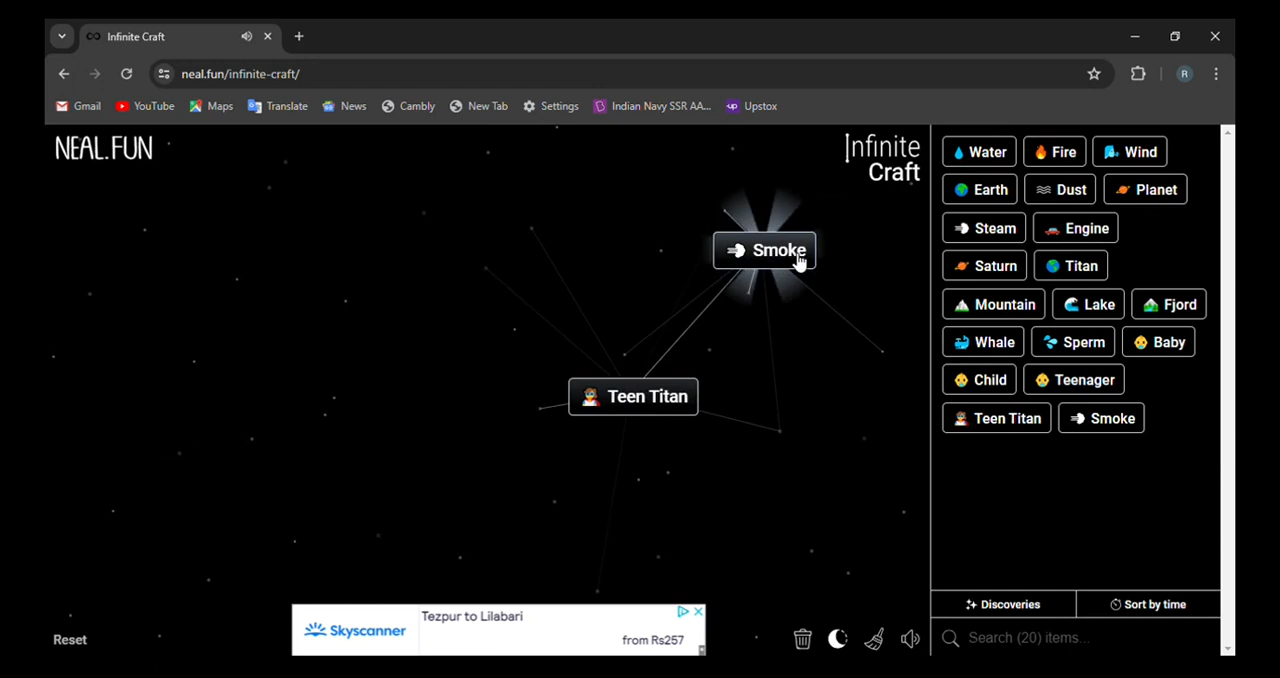 Infinite Craft
neal.fun/infinite-craft/
R
Gmail YouTube Maps Translate News Cambly New Tab Settings Indian Navy SSR AA... up Upstox
NEAL.FUN
Infinite
Craft
Water Fire Wind
Earth Dust Planet
Steam Engine
Saturn Titan
Mountain Lake Fjord
Whale Sperm Baby
Child Teenager
Teen Titan Smoke
Smoke
Teen Titan
Discoveries Sort by time
Search (20) items...
Reset
Skyscanner
Tezpur to Lilabari
from Rs257